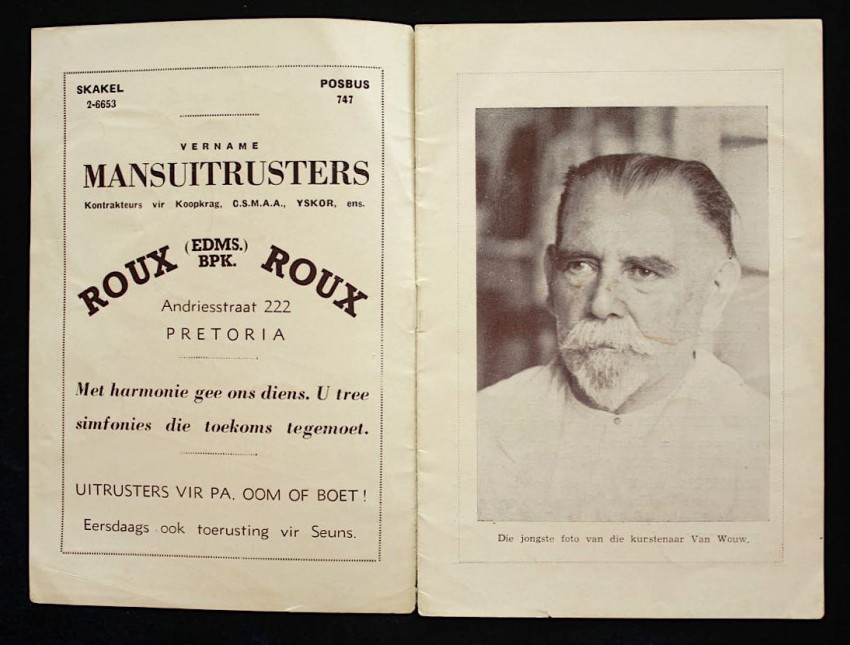 SKAKEL
2-6653
POSBUS
747
VERNAME
MANSUITRUSTERS
Kontrakteurs vir Koopkrag, C.S.M.A.A., YSKOR, ens.
ROUX (EDMS.) BPK. ROUX
Andriesstraat 222
PRETORIA
Met harmonie gee ons diens. U tree
simfonies die toekoms tegemoet.
UITRUSTERS VIR PA, OOM OF BOET!
Eersdaags ook toerusting vir Seuns.
Die jongste foto van die kunstenaar Van Wouw.